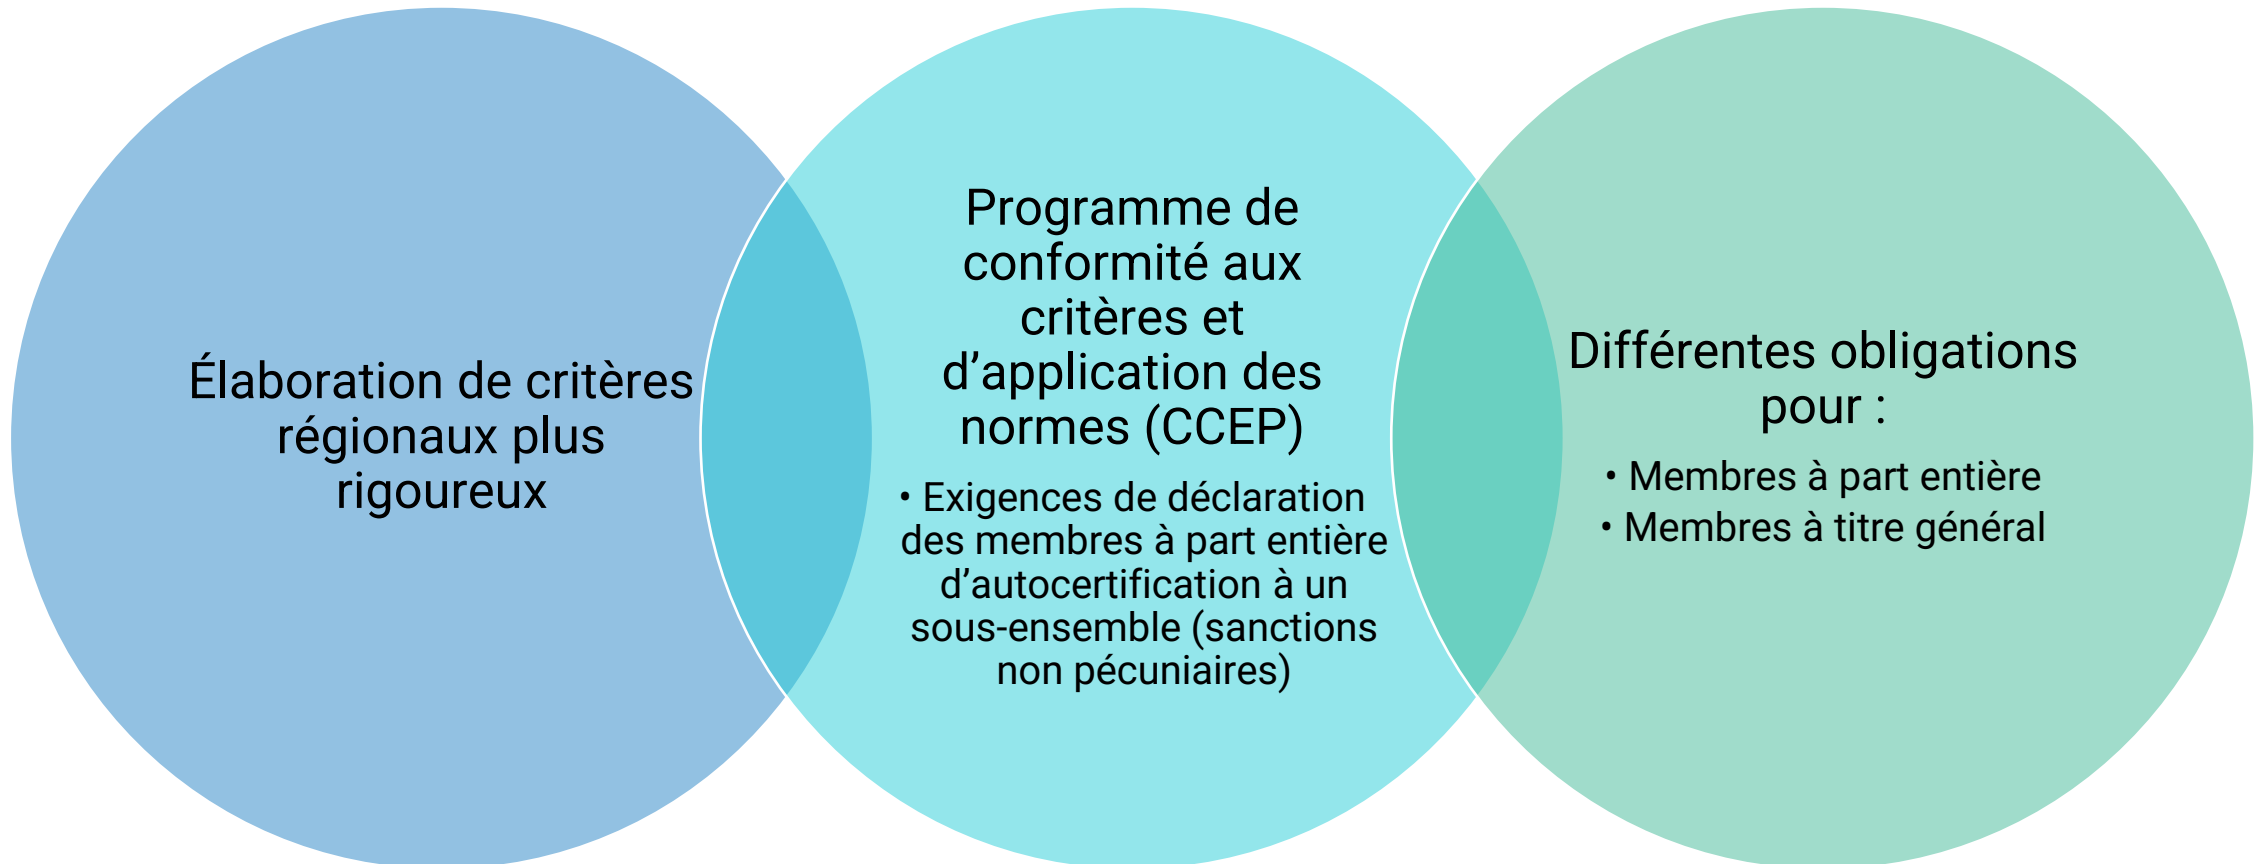 Élaboration de critères
régionaux plus
rigoureux
Programme de
conformité aux
critères et
d’application des
normes (CCEP)
• Exigences de déclaration
des membres à part entière
d’autocertification à un
sous-ensemble (sanctions
non pécuniaires)
Différentes obligations
pour :
• Membres à part entière
• Membres à titre général